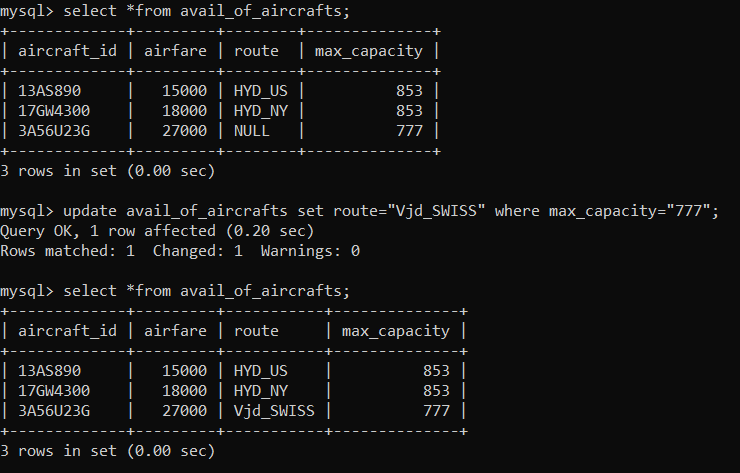 mysql> select *from avail_of_aircrafts;
+-------------+---------+--------+--------------+
| aircraft_id | airfare | route  | max_capacity |
+-------------+---------+--------+--------------+
| 13AS890     |   15000 | HYD_US |          853 |
| 17GW4300    |   18000 | HYD_NY |          853 |
| 3A56U23G    |   27000 | NULL   |          777 |
+-------------+---------+--------+--------------+
3 rows in set (0.00 sec)
mysql> update avail_of_aircrafts set route="Vjd_SWISS" where max_capacity="777";
Query OK, 1 row affected (0.20 sec)
Rows matched: 1  Changed: 1  Warnings: 0
mysql> select *from avail_of_aircrafts;
+-------------+---------+-----------+--------------+
| aircraft_id | airfare | route     | max_capacity |
+-------------+---------+-----------+--------------+
| 13AS890     |   15000 | HYD_US    |          853 |
| 17GW4300    |   18000 | HYD_NY    |          853 |
| 3A56U23G    |   27000 | Vjd_SWISS |          777 |
+-------------+---------+-----------+--------------+
3 rows in set (0.00 sec)